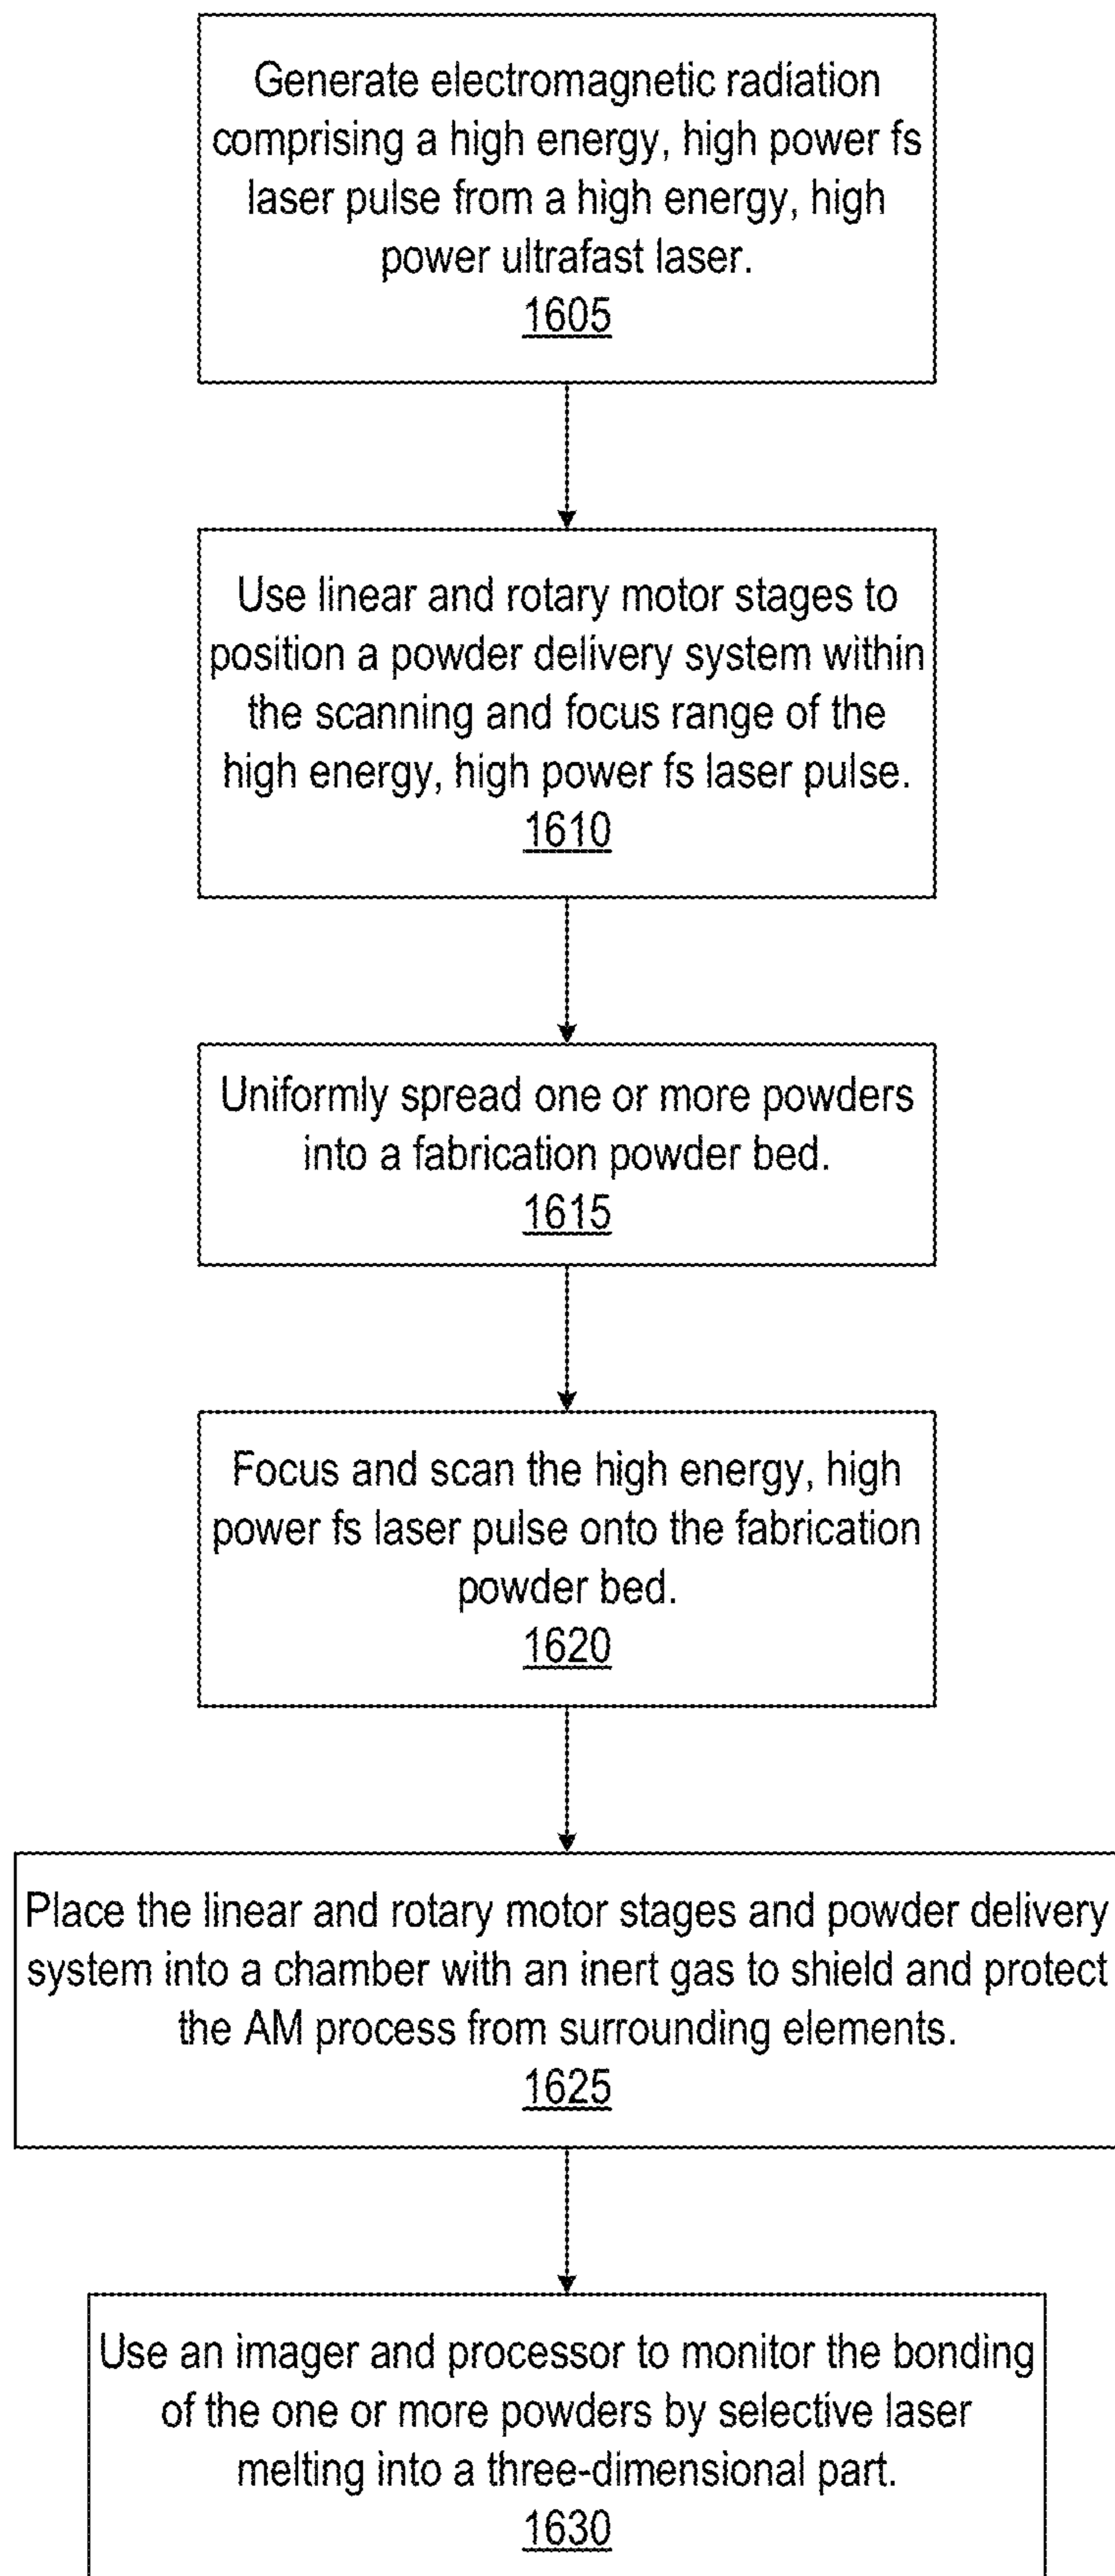 Generate electromagnetic radiation
comprising a high energy, high power fs
laser pulse from a high energy, high
power ultrafast laser.
1605
Use linear and rotary motor stages to
position a powder delivery system within
the scanning and focus range of the
high energy, high power fs laser pulse.
1610
Uniformly spread one or more powders
into a fabrication powder bed.
1615
Focus and scan the high energy, high
power fs laser pulse onto the fabrication
powder bed.
1620
Place the linear and rotary motor stages and powder delivery
system into a chamber with an inert gas to shield and protect
the AM process from surrounding elements.
1625
Use an imager and processor to monitor the bonding
of the one or more powders by selective laser
melting into a three-dimensional part.
1630